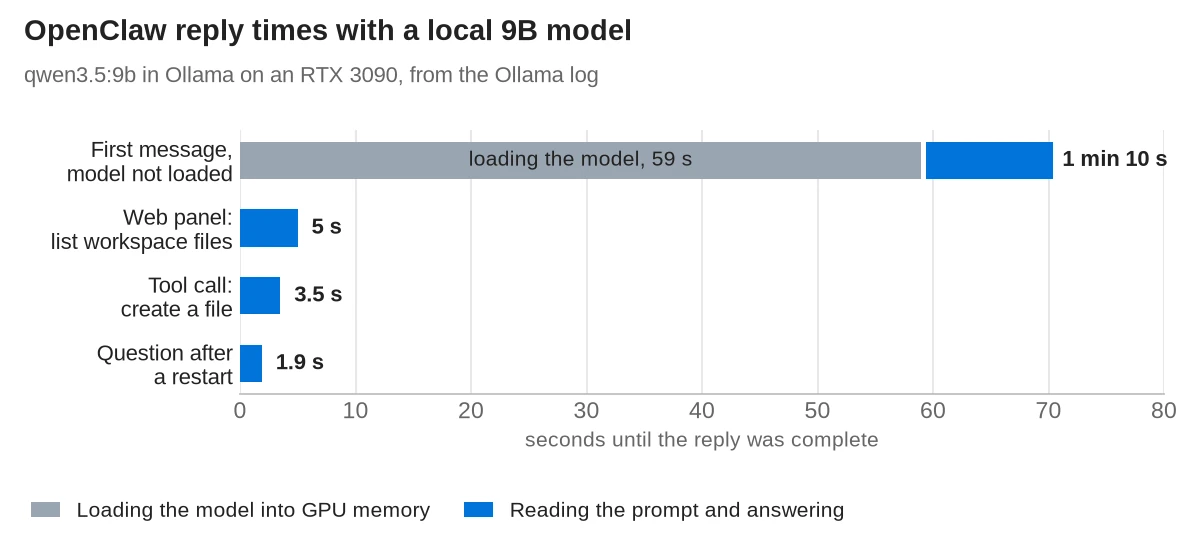 OpenClaw reply times with a local 9B model
qwen3.5:9b in Ollama on an RTX 3090, from the Ollama log
First message,
model not loaded
loading the model, 59 s
1 min 10 s
Web panel:
list workspace files
5 s
Tool call:
create a file
3.5 s
Question after
a restart
1.9 s
0 10 20 30 40 50 60 70 80
seconds until the reply was complete
Loading the model into GPU memory
Reading the prompt and answering